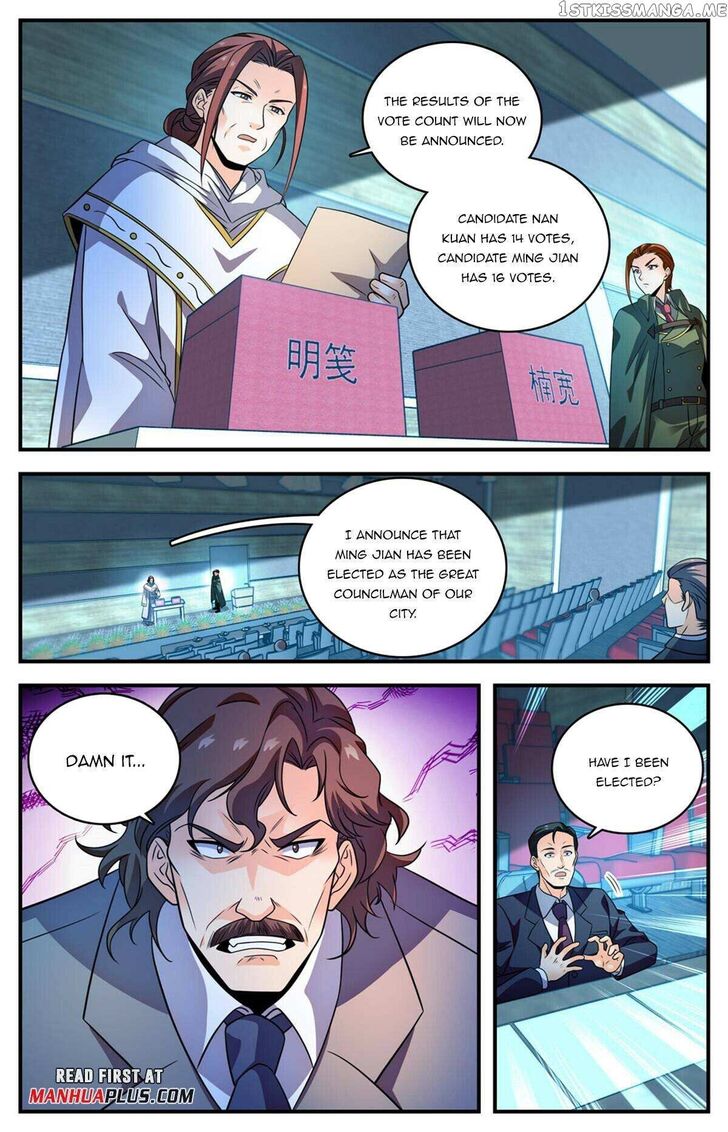 1STKISSMANGA.ME
THE RESULTS OF THE
VOTE COUNT WILL NOW
BE ANNOUNCED.
CANDIDATE NAN
KUAN HAS 14 VOTES,
CANDIDATE MING JIAN
HAS 16 VOTES.
明笺
楠宽
I ANNOUNCE THAT
MING JIAN HAS BEEN
ELECTED AS THE GREAT
COUNCILMAN OF OUR
CITY.
DAMN IT...
HAVE I BEEN
ELECTED?
READ FIRST AT
MANHUAPLUS.COM